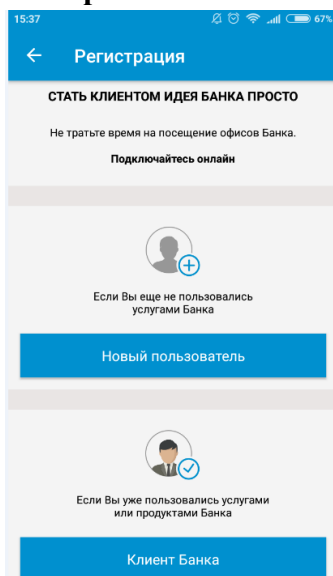 15:37
67%
Регистрация
СТАТЬ КЛИЕНТОМ ИДЕЯ БАНКА ПРОСТО
Не тратьте время на посещение офисов Банка.
Подключайтесь онлайн
Если Вы еще не пользовались
услугами Банка
Новый пользователь
Если Вы уже пользовались услугами
или продуктами Банка
Клиент Банка